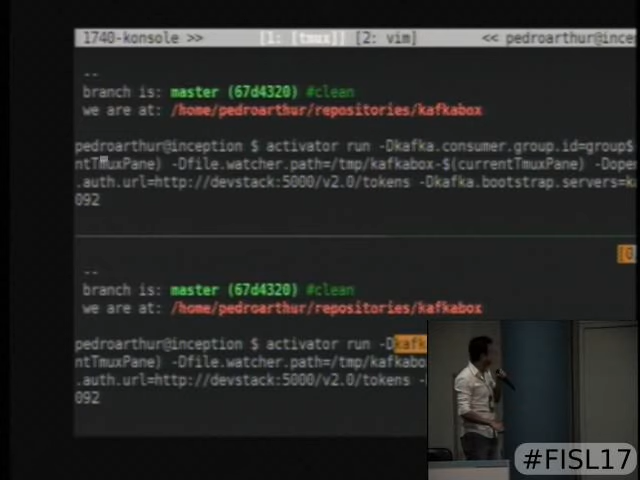 1740-konsole >> [1: [tmux]] [2: vim] << pedroarthur@ince
--
branch is: master (67d4320) #clean
we are at: /home/pedroarthur/repositories/kafkabox
pedroarthur@inception $ activator run -Dkafka.consumer.group.id=group$
ntTmuxPane) -Dfile.watcher.path=/tmp/kafkabox-$(currentTmuxPane) -Dope
.auth.url=http://devstack:5000/v2.0/tokens -Dkafka.bootstrap.servers=k
092
[0
--
branch is: master (67d4320) #clean
we are at: /home/pedroarthur/repositories/kafkabox
pedroarthur@inception $ activator run -Dkafk
ntTmuxPane) -Dfile.watcher.path=/tmp/kafkabo
.auth.url=http://devstack:5000/v2.0/tokens -
092
#FISL17